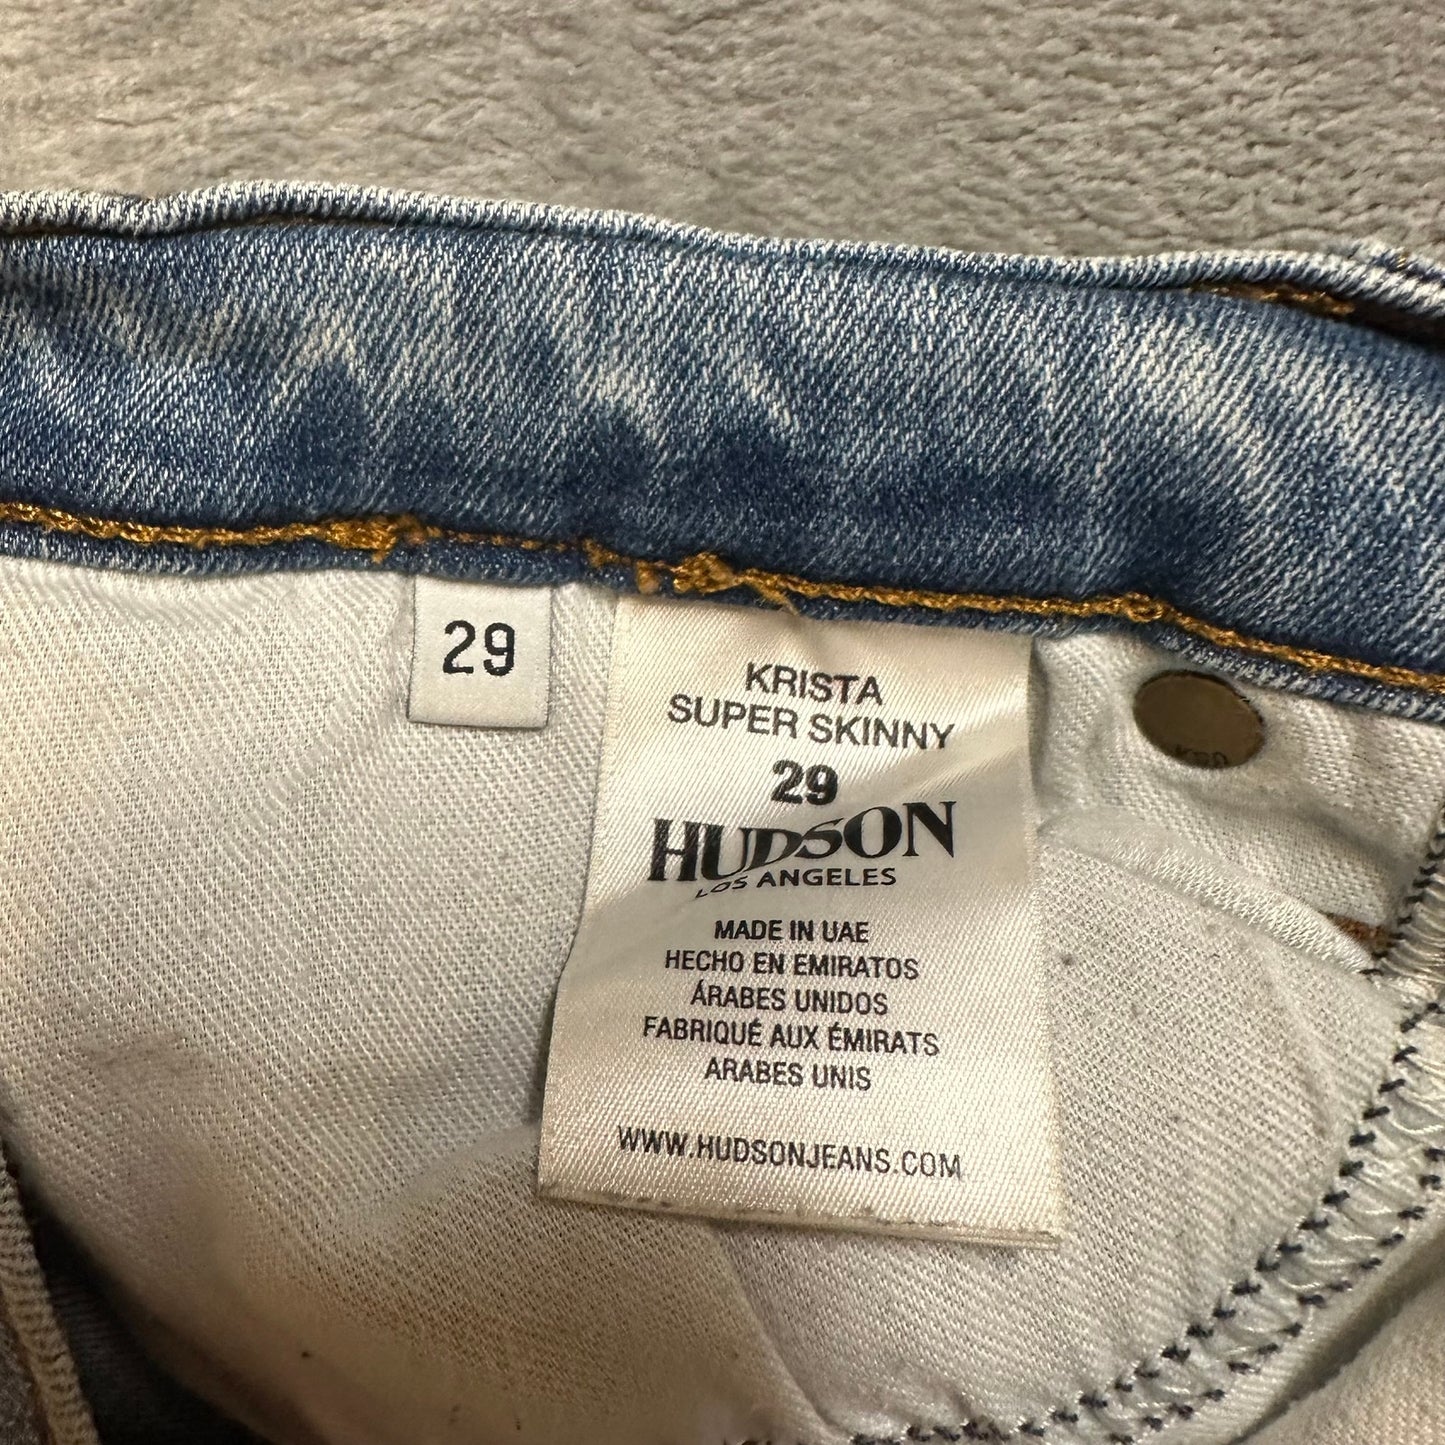 29
KRISTA
SUPER SKINNY
29
HUDSON
LOS ANGELES
MADE IN UAE
HECHO EN EMIRATOS
ÁRABES UNIDOS
FABRIQUÉ AUX ÉMIRATS
ARABES UNIS
WWW.HUDSONJEANS.COM